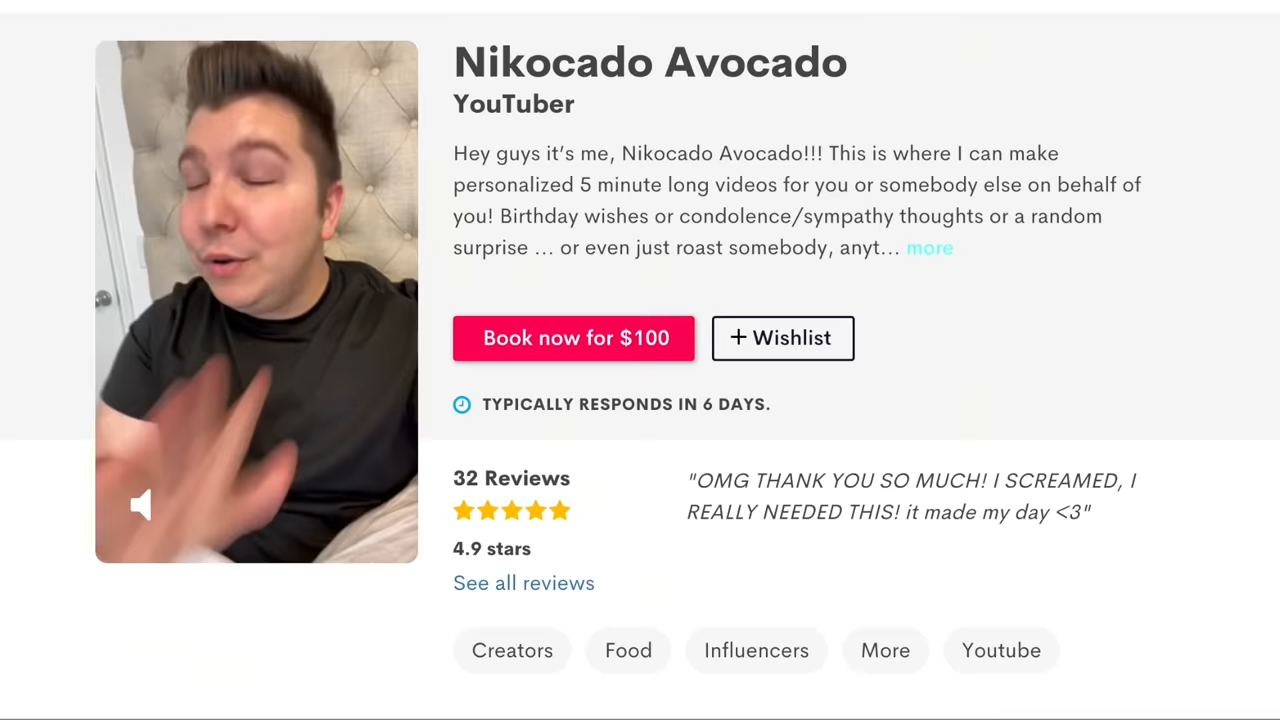 Nikocado Avocado
YouTuber
Hey guys it’s me, Nikocado Avocado!!! This is where I can make
personalized 5 minute long videos for you or somebody else on behalf of
you! Birthday wishes or condolence/sympathy thoughts or a random
surprise ... or even just roast somebody, anyt... more
Book now for $100
+ Wishlist
TYPICALLY RESPONDS IN 6 DAYS.
32 Reviews
4.9 stars
See all reviews
"OMG THANK YOU SO MUCH! I SCREAMED, I
REALLY NEEDED THIS! it made my day <3"
Creators Food Influencers More Youtube